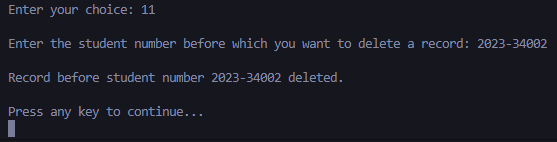 Enter your choice: 11
Enter the student number before which you want to delete a record: 2023-34002
Record before student number 2023-34002 deleted.
Press any key to continue...